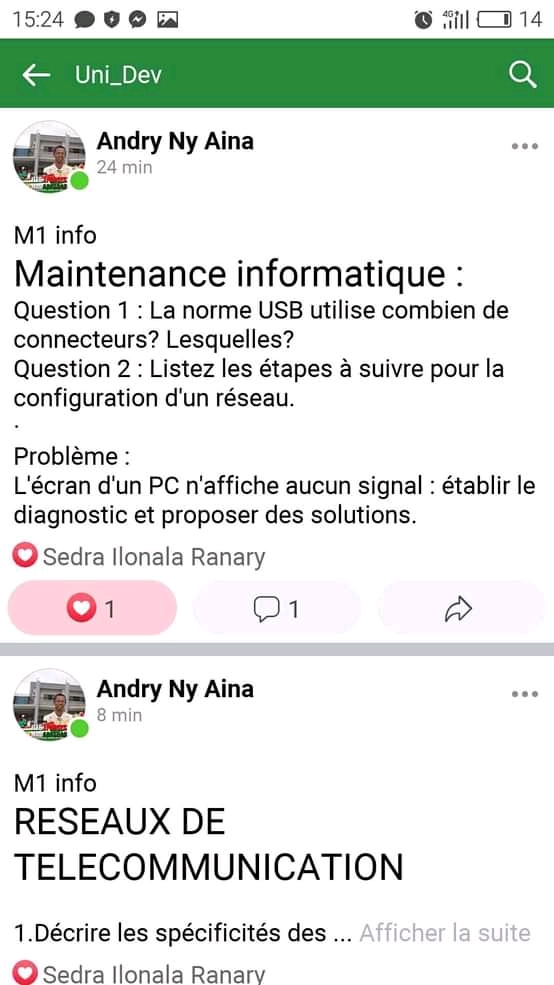 15:24
4G
14
Uni_Dev
Andry Ny Aina
24 min
M1 info
Maintenance informatique :
Question 1 : La norme USB utilise combien de
connecteurs? Lesquelles?
Question 2 : Listez les étapes à suivre pour la
configuration d'un réseau.
.
Problème :
L'écran d'un PC n'affiche aucun signal : établir le
diagnostic et proposer des solutions.
Sedra Ilonala Ranary
1
1
Andry Ny Aina
8 min
M1 info
RESEAUX DE
TELECOMMUNICATION
1.Décrire les spécificités des ... Afficher la suite
Sedra Ilonala Ranary